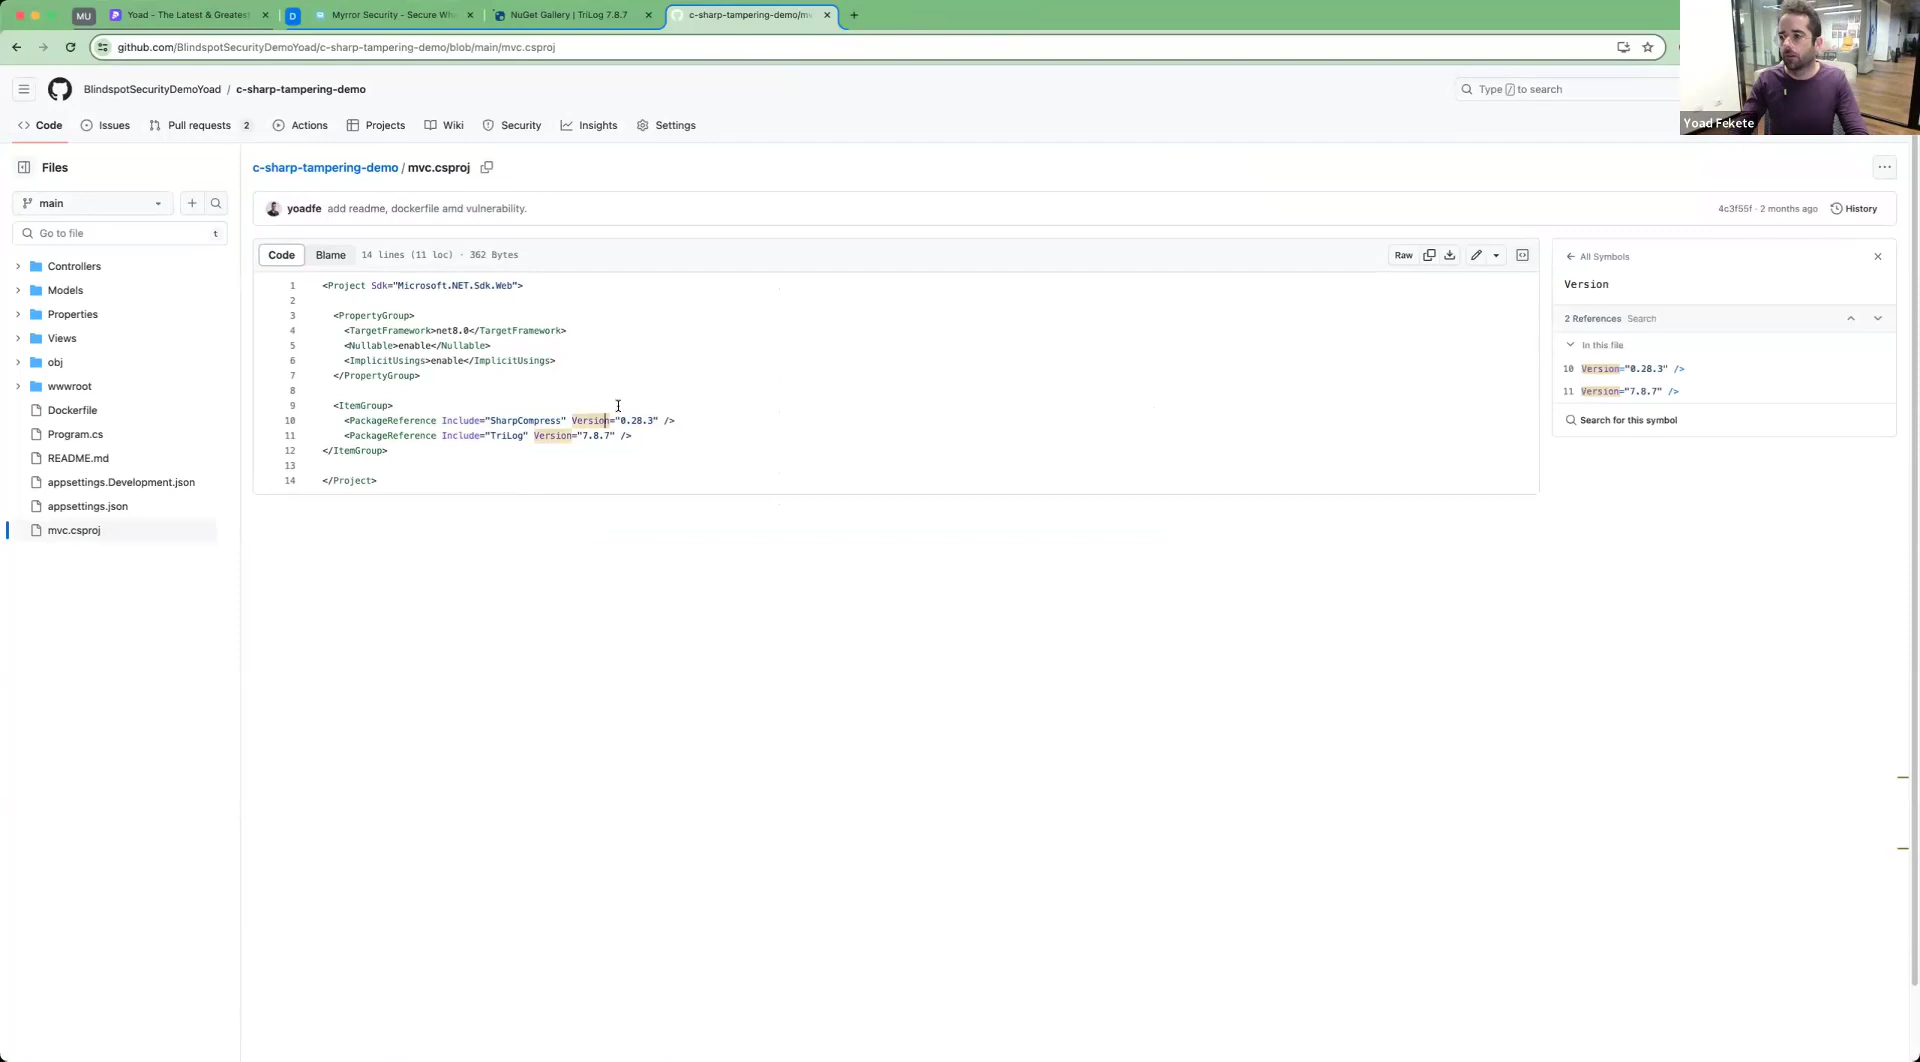 MU
Yoad - The Latest & Greates
D
Myrror Security - Secure Wh
NuGet Gallery | TriLog 7.8.7
c-sharp-tampering-demo/mv
github.com/BlindspotSecurityDemoYoad/c-sharp-tampering-demo/blob/main/mvc.csproj
BlindspotSecurityDemoYoad / c-sharp-tampering-demo
Type / to search
Code
Issues
Pull requests 2
Actions
Projects
Wiki
Security
Insights
Settings
Yoad Fekete
Files
main
Go to file t
Controllers
Models
Properties
Views
obj
wwwroot
Dockerfile
Program.cs
README.md
appsettings.Development.json
appsettings.json
mvc.csproj
c-sharp-tampering-demo / mvc.csproj
yoadfe add readme, dockerfile amd vulnerability.
4c3f55f · 2 months ago History
Code Blame 14 lines (11 loc) · 362 Bytes
Raw
1 <Project Sdk="Microsoft.NET.Sdk.Web">
2
3 <PropertyGroup>
4 <TargetFramework>net8.0</TargetFramework>
5 <Nullable>enable</Nullable>
6 <ImplicitUsings>enable</ImplicitUsings>
7 </PropertyGroup>
8
9 <ItemGroup>
10 <PackageReference Include="SharpCompress" Version="0.28.3" />
11 <PackageReference Include="TriLog" Version="7.8.7" />
12 </ItemGroup>
13
14 </Project>
All Symbols
Version
2 References Search
In this file
10 Version="0.28.3" />
11 Version="7.8.7" />
Search for this symbol